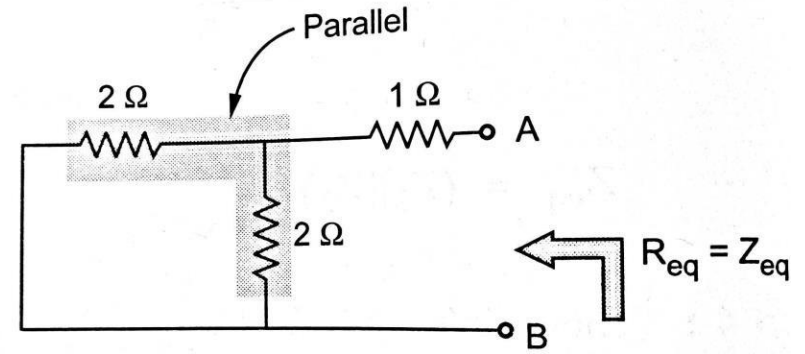 Parallel
2 Ω
1 Ω
A
2 Ω
R_eq = Z_eq
B